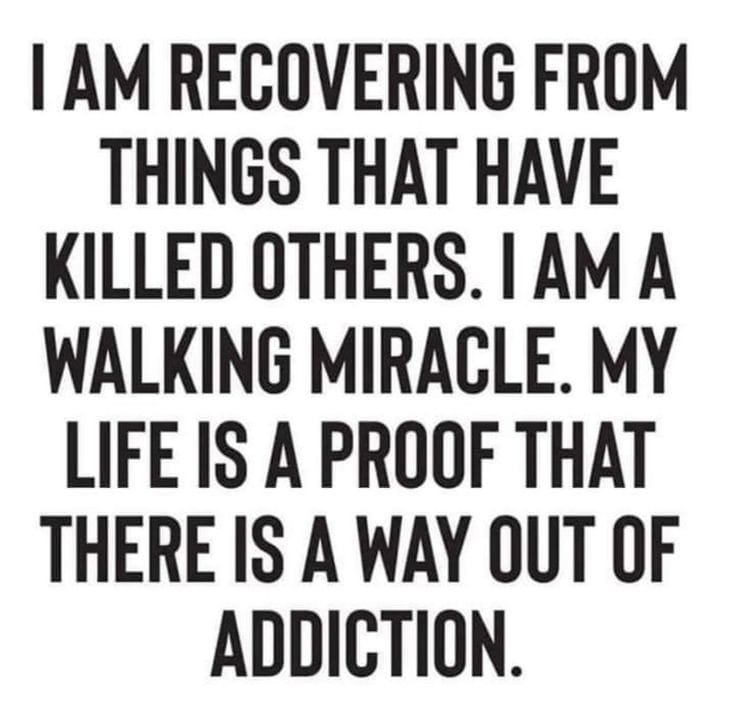 I AM RECOVERING FROM
THINGS THAT HAVE
KILLED OTHERS. I AM A
WALKING MIRACLE. MY
LIFE IS A PROOF THAT
THERE IS A WAY OUT OF
ADDICTION.